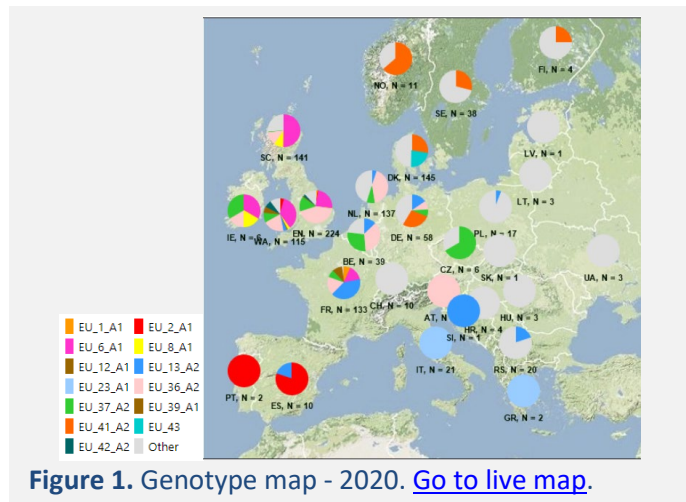 FI, N = 4
NO, N = 11
SE, N = 38
LV, N = 1
SC, N = 141
DK, N = 145
LT, N = 3
IE, N = 6
WA, N = 115
EN, N = 224
NL, N = 137
DE, N = 58
PL, N = 17
BE, N = 39
CZ, N = 6
SK, N = 1
UA, N = 3
FR, N = 133
CH, N = 10
AT, N
HU, N = 3
HR, N = 4
SI, N = 1
IT, N = 21
RS, N = 20
PT, N = 2
ES, N = 10
GR, N = 2
EU_1_A1 EU_2_A1
EU_6_A1 EU_8_A1
EU_12_A1 EU_13_A2
EU_23_A1 EU_36_A2
EU_37_A2 EU_39_A1
EU_41_A2 EU_43
EU_42_A2 Other
Figure 1. Genotype map - 2020. Go to live map.